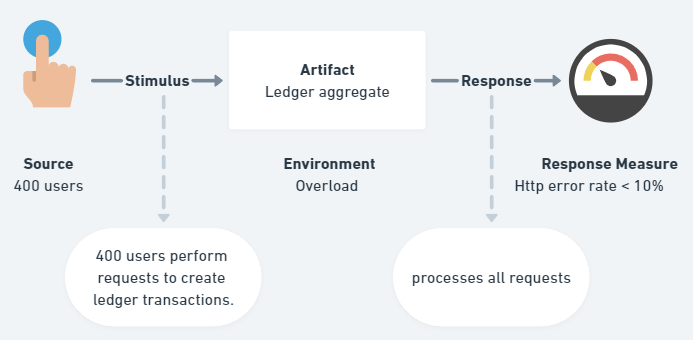 Stimulus
Artifact
Ledger aggregate
Response
Source
400 users
Environment
Overload
Response Measure
Http error rate < 10%
400 users perform
requests to create
ledger transactions.
processes all requests